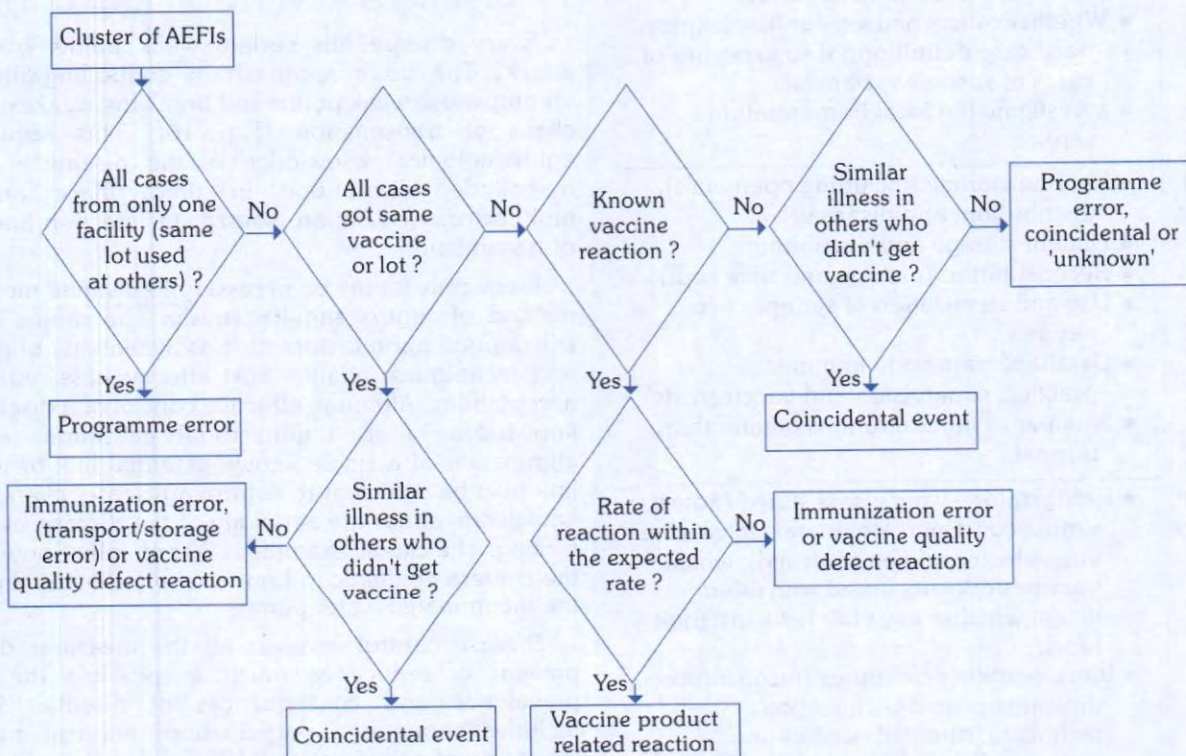 Cluster of AEFIs
All cases
from only one
facility (same
lot used
at others) ?
No
All cases
got same
vaccine
or lot ?
No
Known
vaccine
reaction ?
No
Similar
illness in
others who
didn't get
vaccine ?
No
Programme
error,
coincidental or
'unknown'
Yes
Programme error
Yes
Yes
Yes
Coincidental event
Immunization error,
(transport/storage
error) or vaccine
quality defect reaction
No
Similar
illness in
others who
didn't get
vaccine ?
Rate of
reaction within
the expected
rate ?
No
Immunization error
or vaccine quality
defect reaction
Yes
Coincidental event
Yes
Vaccine product
related reaction